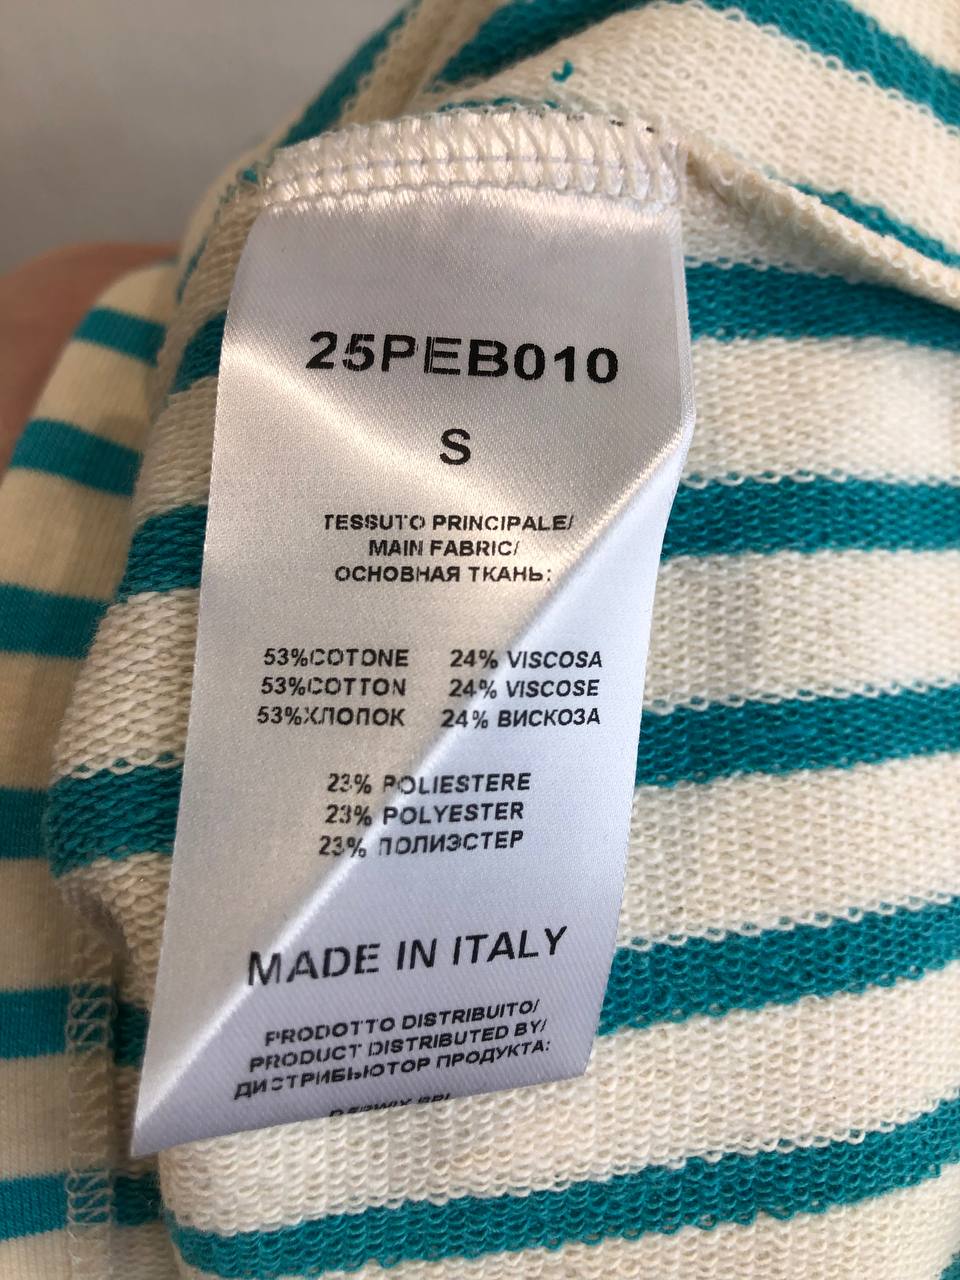 25PEB010
S
TESSUTO PRINCIPALE/
MAIN FABRIC/
ОСНОВНАЯ ТКАНЬ:
53%COTONE 24% VISCOSA
53%COTTON 24% VISCOSE
53%ХЛОПОК 24% ВИСКОЗА
23% POLIESTERE
23% POLYESTER
23% ПОЛИЭСТЕР
MADE IN ITALY
PRODOTTO DISTRIBUITO/
PRODUCT DISTRIBUTED BY/
ДИСТРИБЬЮТОР ПРОДУКТА: